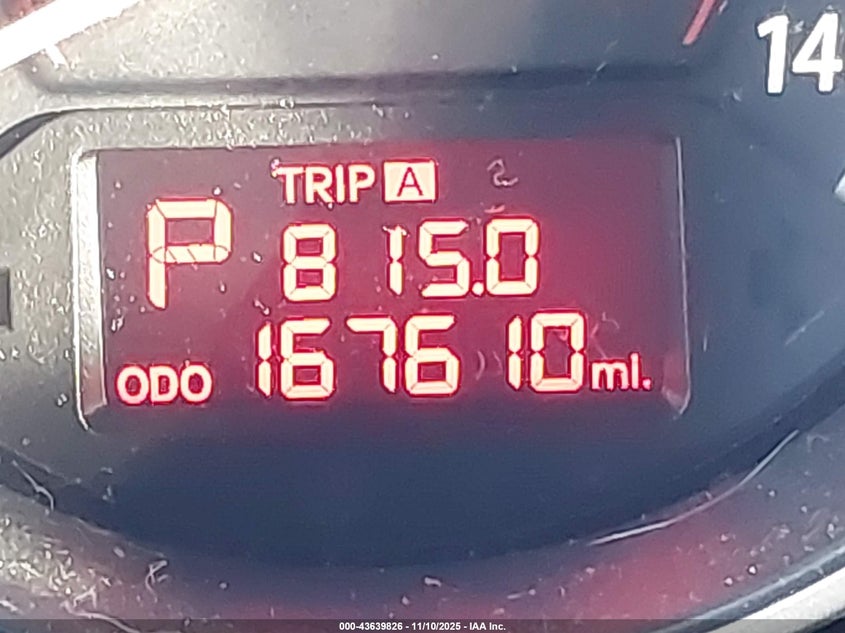 14
TRIP A
P 815.0
ODO 167610 mi.
000-43639826 - 11/10/2025 - IAA Inc.